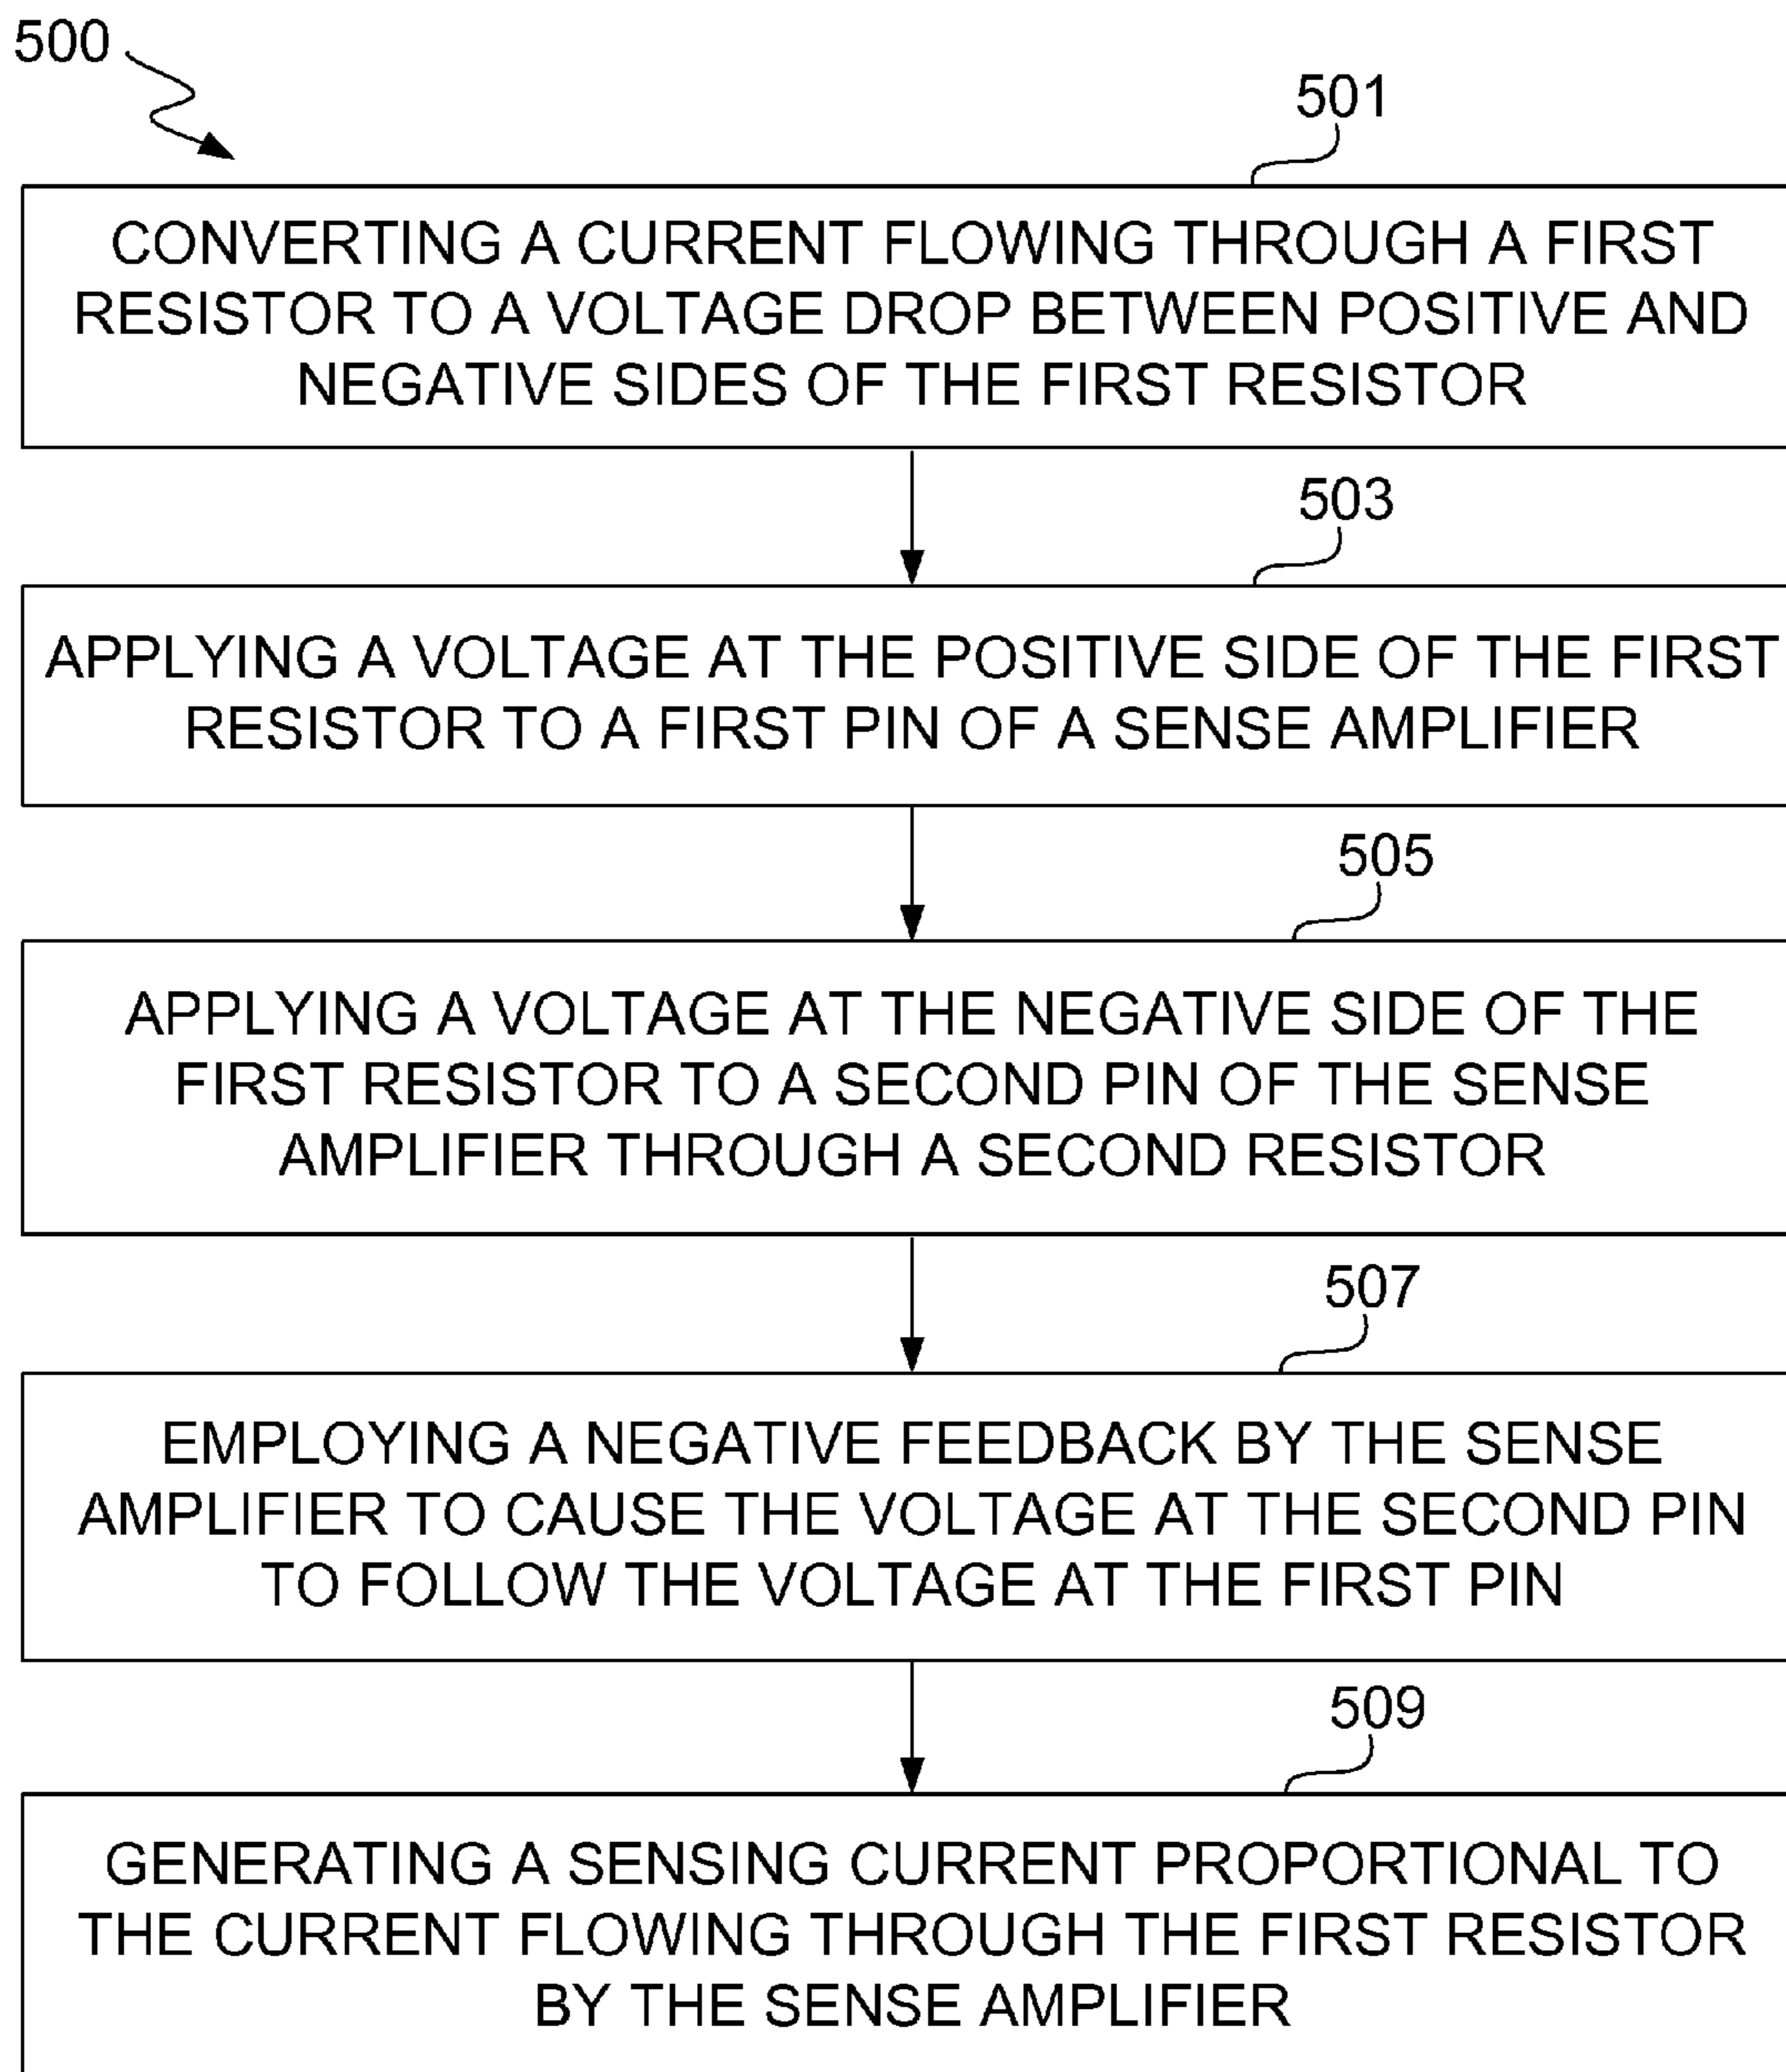 500
501
CONVERTING A CURRENT FLOWING THROUGH A FIRST
RESISTOR TO A VOLTAGE DROP BETWEEN POSITIVE AND
NEGATIVE SIDES OF THE FIRST RESISTOR
503
APPLYING A VOLTAGE AT THE POSITIVE SIDE OF THE FIRST
RESISTOR TO A FIRST PIN OF A SENSE AMPLIFIER
505
APPLYING A VOLTAGE AT THE NEGATIVE SIDE OF THE
FIRST RESISTOR TO A SECOND PIN OF THE SENSE
AMPLIFIER THROUGH A SECOND RESISTOR
507
EMPLOYING A NEGATIVE FEEDBACK BY THE SENSE
AMPLIFIER TO CAUSE THE VOLTAGE AT THE SECOND PIN
TO FOLLOW THE VOLTAGE AT THE FIRST PIN
509
GENERATING A SENSING CURRENT PROPORTIONAL TO
THE CURRENT FLOWING THROUGH THE FIRST RESISTOR
BY THE SENSE AMPLIFIER